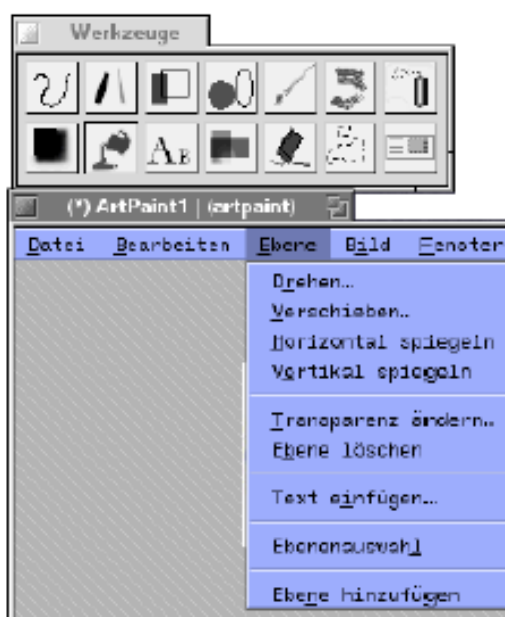 Werkzeuge
AB
(*) ArtPaint1 | (artpaint)
Datei Bearbeiten Ebene Bild Fenster
Drehen...
Verschieben..
Horizontal spiegeln
Vertikal spiegeln
Transparenz ändern..
Ebene löschen
Text einfügen...
Ebenenauswahl
Ebene hinzufügen